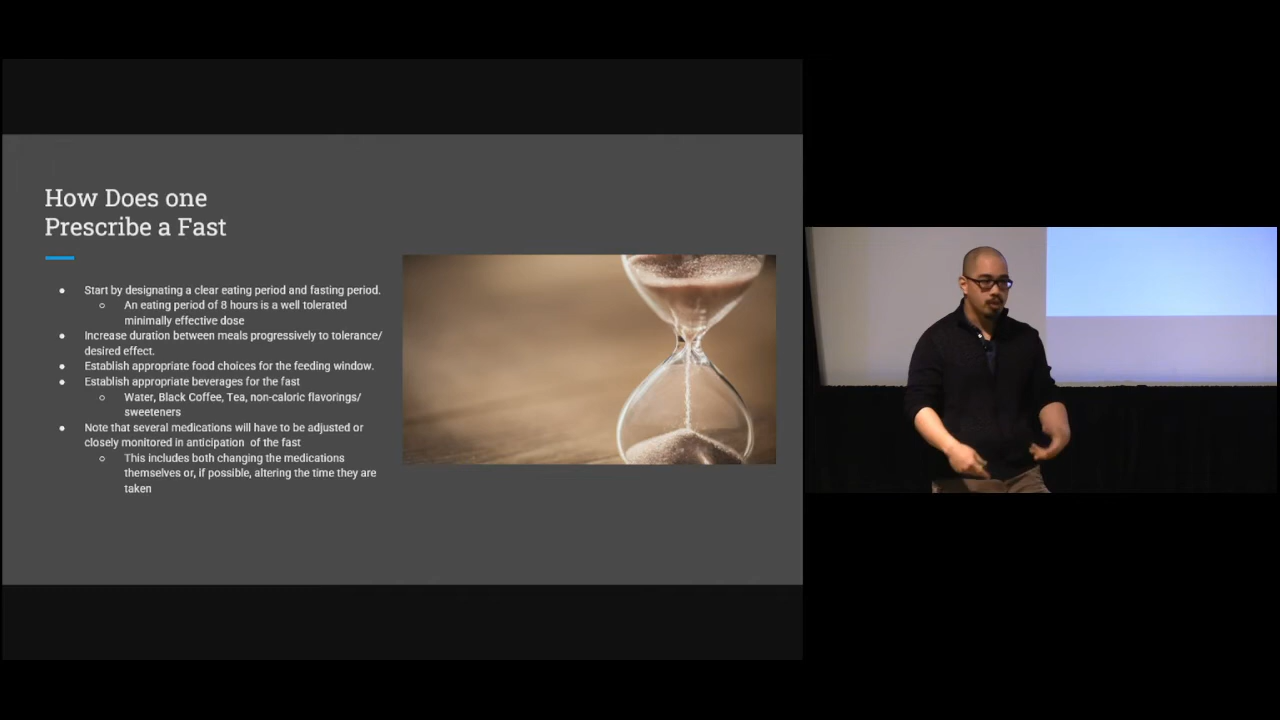 How Does one
Prescribe a Fast
● Start by designating a clear eating period and fasting period.
○ An eating period of 8 hours is a well tolerated
minimally effective dose
● Increase duration between meals progressively to tolerance/
desired effect.
● Establish appropriate food choices for the feeding window.
● Establish appropriate beverages for the fast
○ Water, Black Coffee, Tea, non-caloric flavorings/
sweeteners
● Note that several medications will have to be adjusted or
closely monitored in anticipation of the fast
○ This includes both changing the medications
themselves or, if possible, altering the time they are
taken